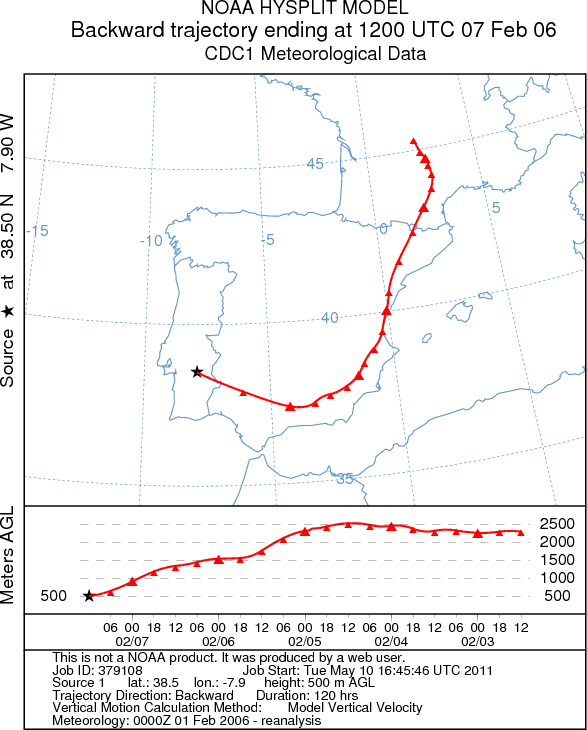 NOAA HYSPLIT MODEL
Backward trajectory ending at 1200 UTC 07 Feb 06
CDC1 Meteorological Data
Source ★ at 38.50 N 7.90 W
45
5
-15
-10
-5
0
40
35
Meters AGL
500
2500
2000
1500
1000
500
06 00 18 12 06 00 18 12 06 00 18 12 06 00 18 12 06 00 18 12
02/07 02/06 02/05 02/04 02/03
This is not a NOAA product. It was produced by a web user.
Job ID: 379108 Job Start: Tue May 10 16:45:46 UTC 2011
Source 1 lat.: 38.5 lon.: -7.9 height: 500 m AGL
Trajectory Direction: Backward Duration: 120 hrs
Vertical Motion Calculation Method: Model Vertical Velocity
Meteorology: 0000Z 01 Feb 2006 - reanalysis